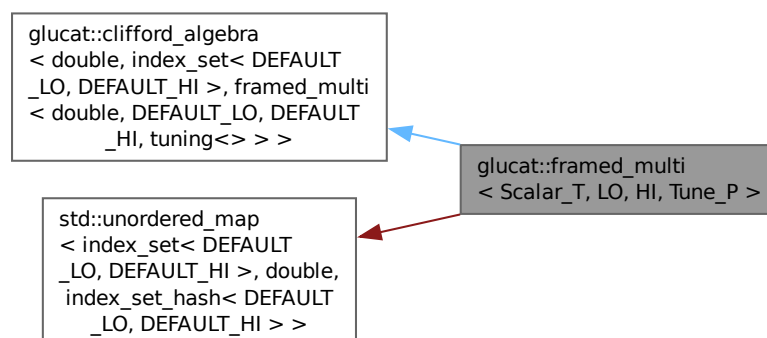 glucat::clifford_algebra
< double, index_set< DEFAULT
_LO, DEFAULT_HI >, framed_multi
< double, DEFAULT_LO, DEFAULT
_HI, tuning<> > >
glucat::framed_multi
< Scalar_T, LO, HI, Tune_P >
std::unordered_map
< index_set< DEFAULT
_LO, DEFAULT_HI >, double,
index_set_hash< DEFAULT
_LO, DEFAULT_HI > >